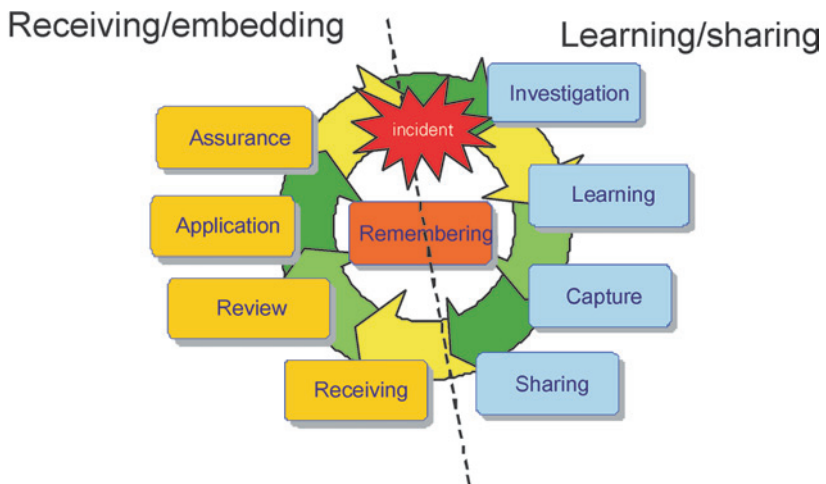 Receiving/embedding
Learning/sharing
Investigation
incident
Assurance
Learning
Application
Remembering
Capture
Review
Receiving
Sharing